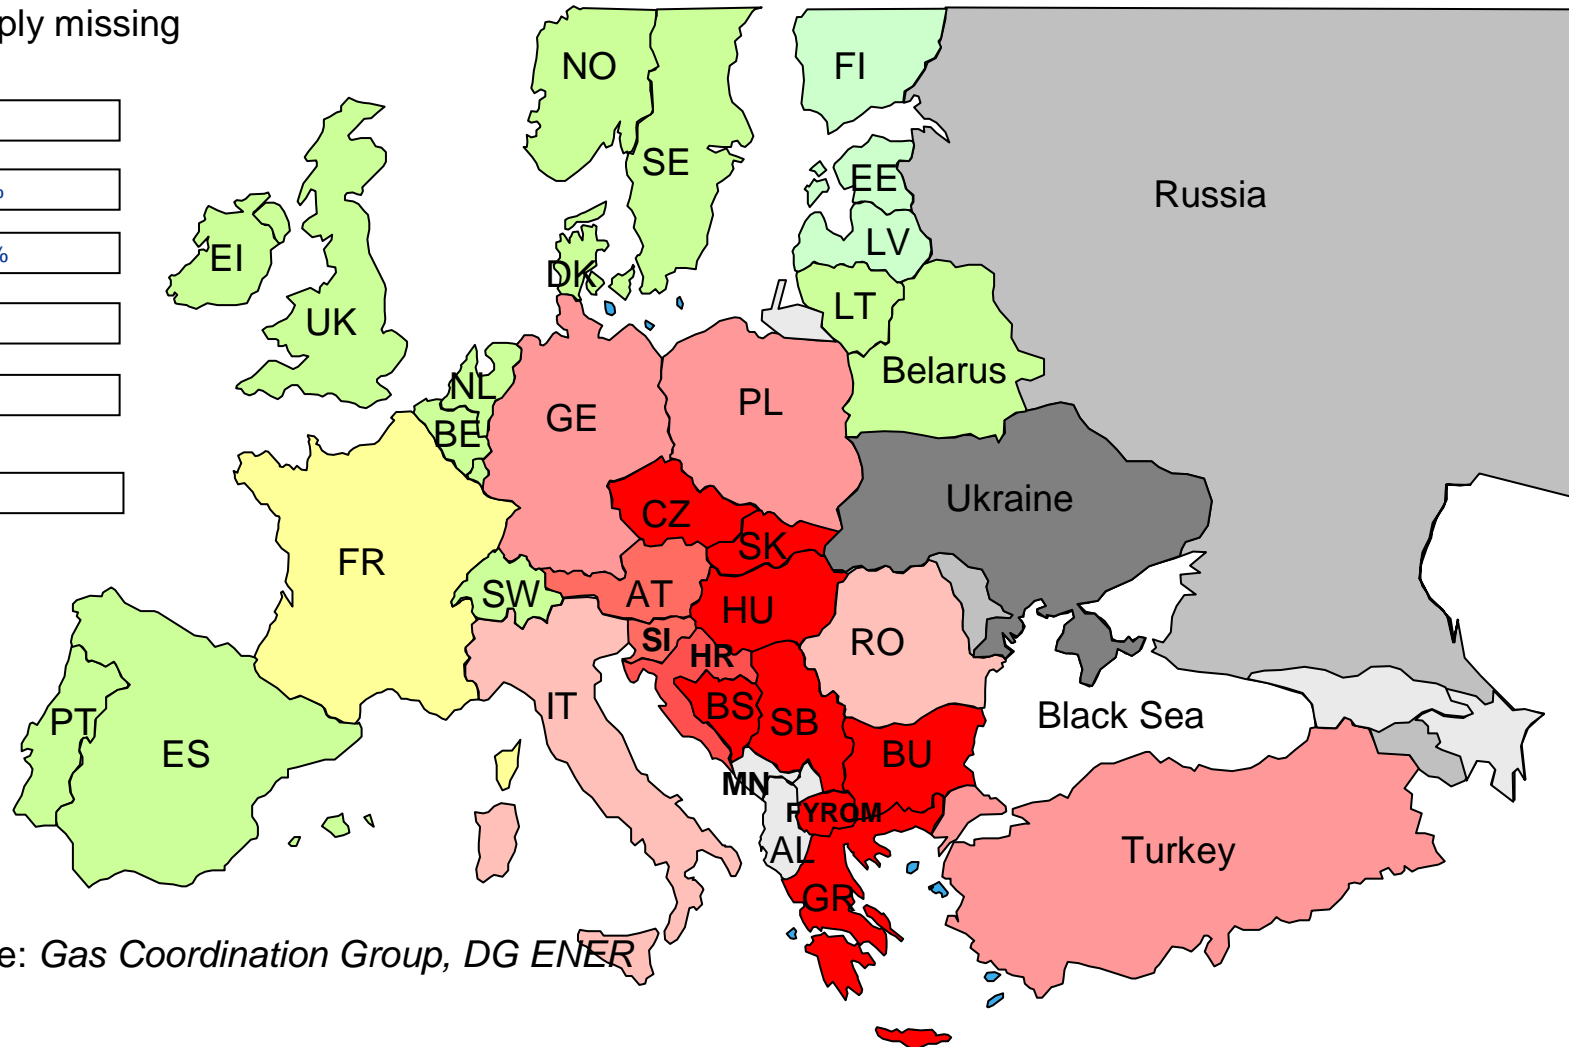 ply missing
NO
FI
SE
EE
Russia
%
LV
%
EI
DK
LT
UK
Belarus
NL
PL
GE
BE
Ukraine
CZ
SK
FR
SW
AT
HU
SI
RO
HR
IT
BS
PT
SB
Black Sea
ES
BU
MN
FYROM
AL
Turkey
GR
e: Gas Coordination Group, DG ENER